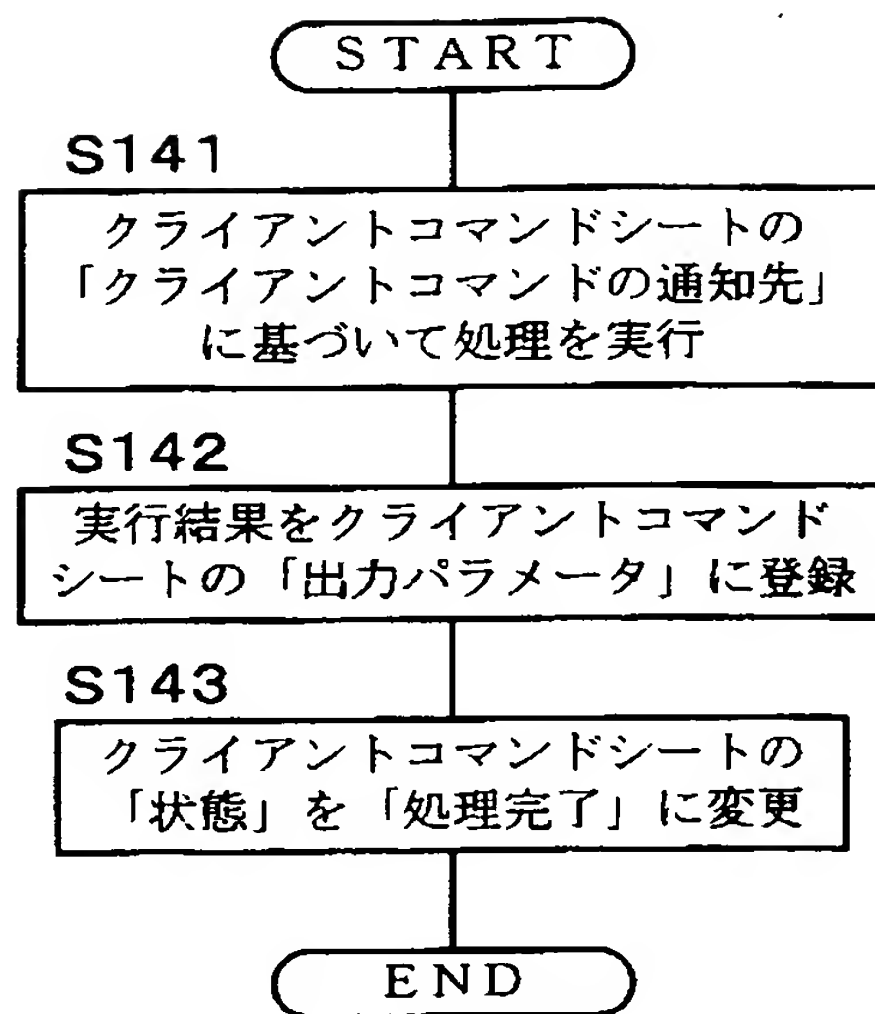 START
S141
クライアントコマンドシートの
「クライアントコマンドの通知先」
に基づいて処理を実行
S142
実行結果をクライアントコマンド
シートの「出力パラメータ」に登録
S143
クライアントコマンドシートの
「状態」を「処理完了」に変更
END